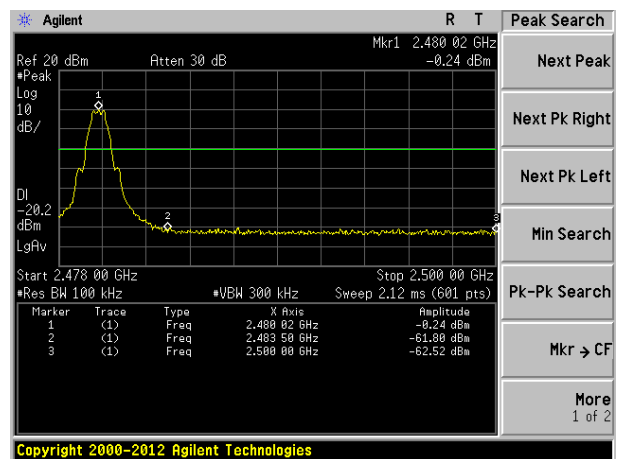 Agilent R T
Mkr1 2.480 02 GHz
Ref 20 dBm Atten 30 dB -0.24 dBm
#Peak
Log
10
dB/
1
DI
-20.2
dBm
LgAv
2
3
Start 2.478 00 GHz Stop 2.500 00 GHz
#Res BW 100 kHz #VBW 300 kHz Sweep 2.12 ms (601 pts)
Marker Trace Type X Axis Amplitude
1 (1) Freq 2.480 02 GHz -0.24 dBm
2 (1) Freq 2.483 50 GHz -61.80 dBm
3 (1) Freq 2.500 00 GHz -62.52 dBm
Copyright 2000-2012 Agilent Technologies
Peak Search
Next Peak
Next Pk Right
Next Pk Left
Min Search
Pk-Pk Search
Mkr → CF
More
1 of 2